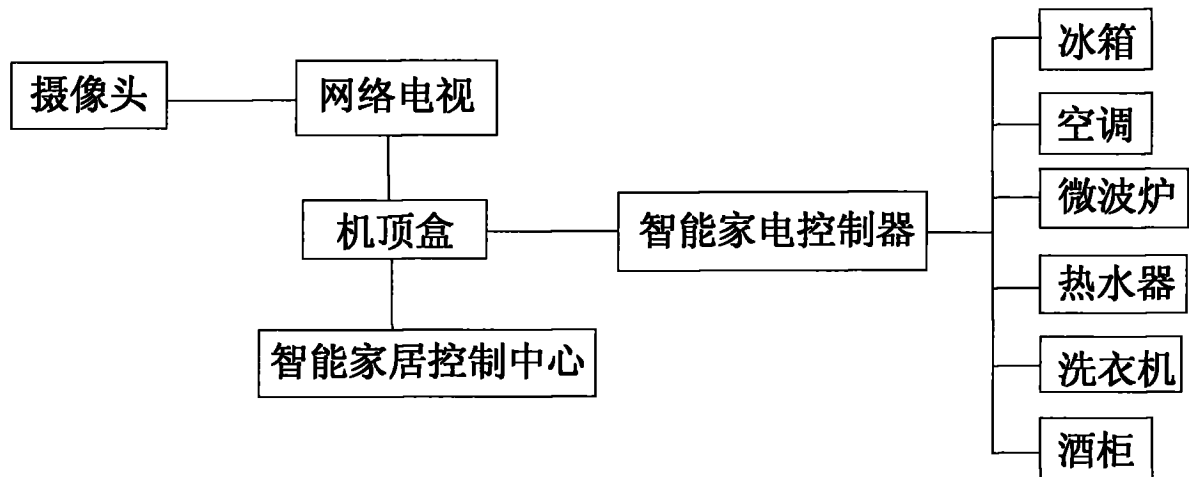 摄像头
网络电视
机顶盒
智能家居控制中心
智能家电控制器
冰箱
空调
微波炉
热水器
洗衣机
酒柜